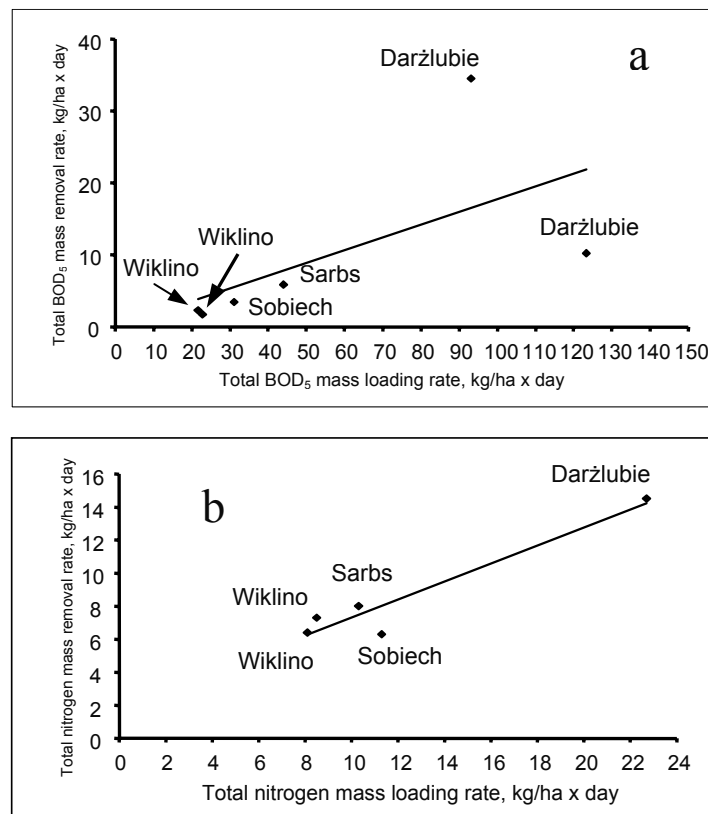 a
Total BOD₅ mass removal rate, kg/ha x day
40
30
20
10
0
Darżlubie
Darżlubie
Wiklino
Wiklino
Sarbs
Sobiech
0 10 20 30 40 50 60 70 80 90 100 110 120 130 140 150
Total BOD₅ mass loading rate, kg/ha x day
b
Total nitrogen mass removal rate, kg/ha x day
16
14
12
10
8
6
4
2
0
Darżlubie
Sarbs
Wiklino
Wiklino
Sobiech
0 2 4 6 8 10 12 14 16 18 20 22 24
Total nitrogen mass loading rate, kg/ha x day